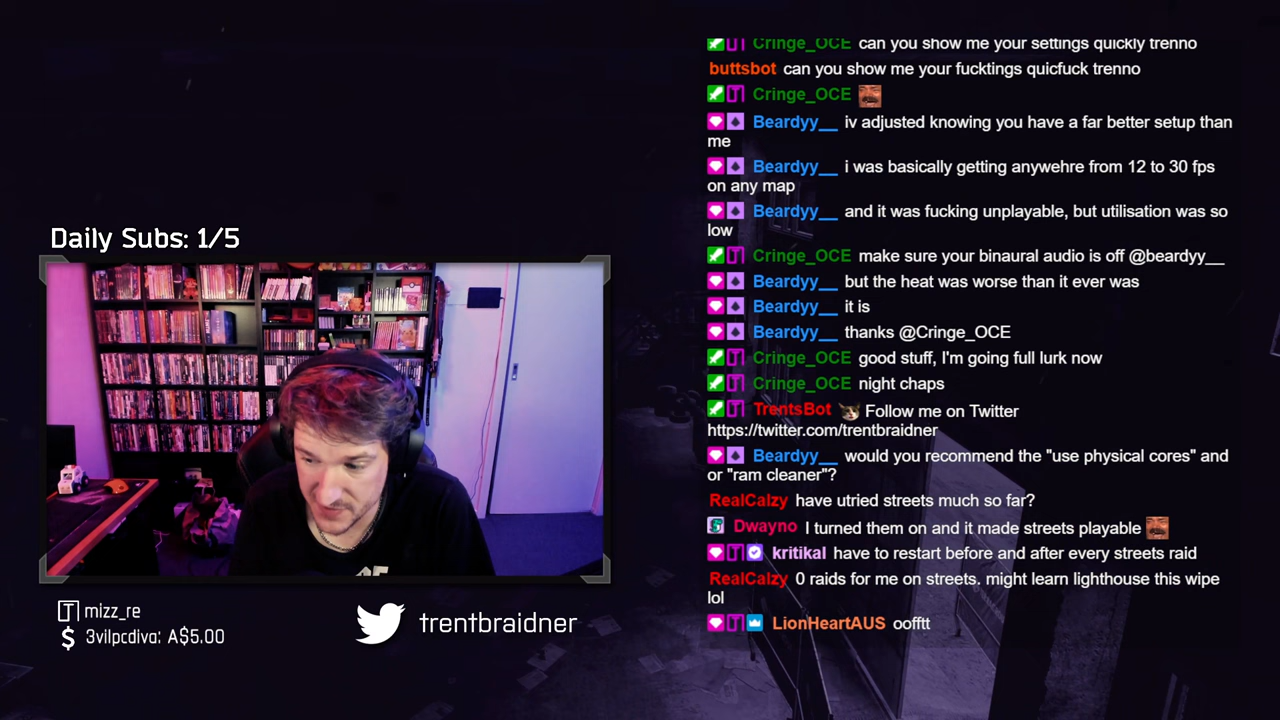 Cringe_OCE can you show me your settings quickly trenno
buttsbot can you show me your fucktings quicfuck trenno
Cringe_OCE
Beardyy__ iv adjusted knowing you have a far better setup than
me
Beardyy__ i was basically getting anywehre from 12 to 30 fps
on any map
Beardyy__ and it was fucking unplayable, but utilisation was so
low
Cringe_OCE make sure your binaural audio is off @beardyy__
Beardyy__ but the heat was worse than it ever was
Beardyy__ it is
Beardyy__ thanks @Cringe_OCE
Cringe_OCE good stuff, I'm going full lurk now
Cringe_OCE night chaps
TrentsBot Follow me on Twitter
https://twitter.com/trentbraidner
Beardyy__ would you recommend the "use physical cores" and
or "ram cleaner"?
RealCalzy have utried streets much so far?
Dwayno I turned them on and it made streets playable
kritikal have to restart before and after every streets raid
RealCalzy 0 raids for me on streets. might learn lighthouse this wipe
lol
LionHeartAUS oofftt
Daily Subs: 1/5
mizz_re
$ 3vilpcdiva: A$5.00
trentbraidner